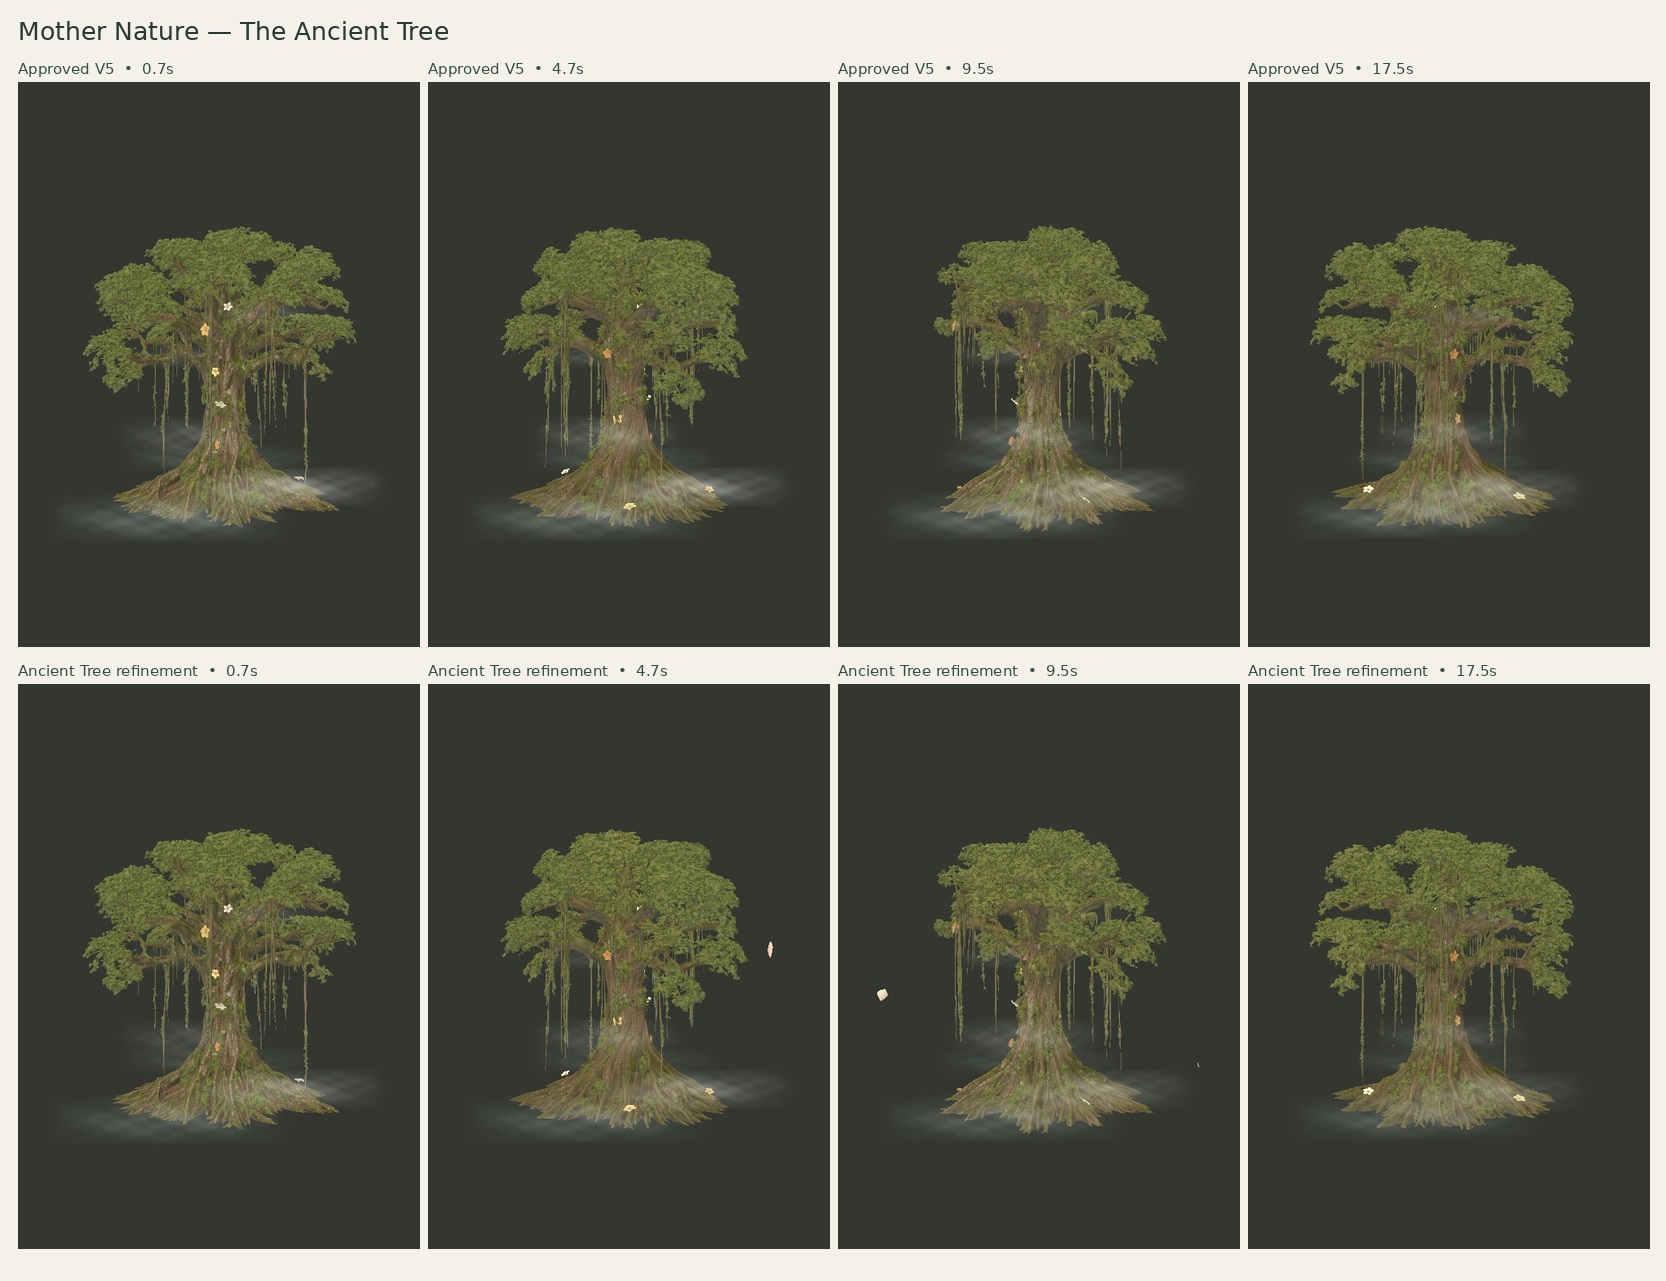 Mother Nature — The Ancient Tree
Approved V5 • 0.7s
Approved V5 • 4.7s
Approved V5 • 9.5s
Approved V5 • 17.5s
Ancient Tree refinement • 0.7s
Ancient Tree refinement • 4.7s
Ancient Tree refinement • 9.5s
Ancient Tree refinement • 17.5s